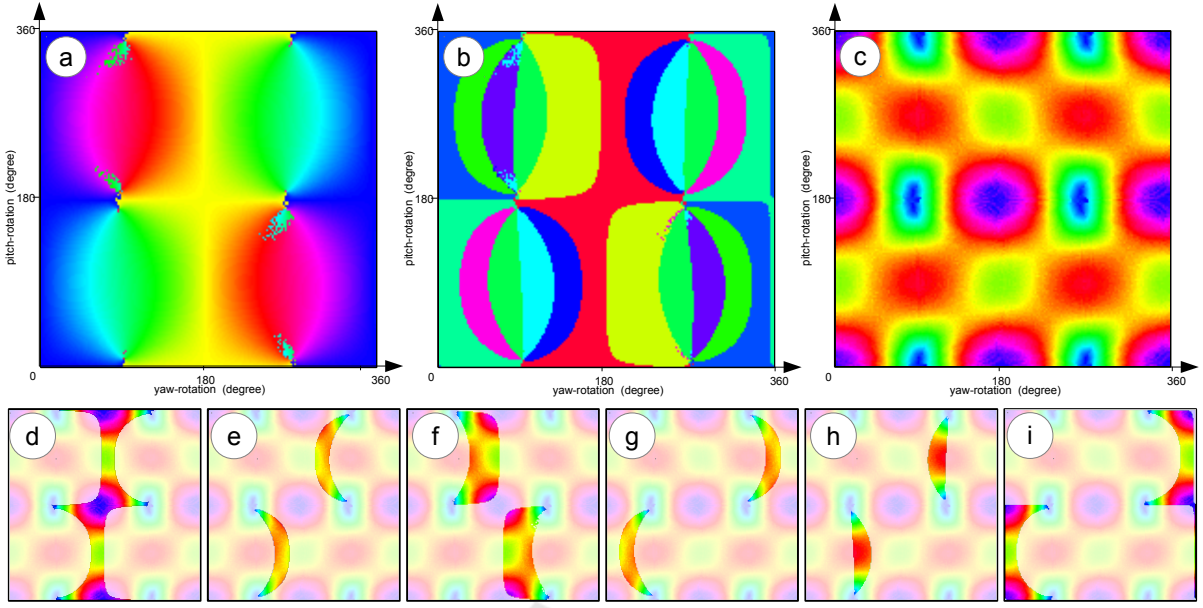 360
a
180
0
180
360
pitch-rotation (degree)
yaw-rotation (degree)
360
b
180
0
180
360
pitch-rotation (degree)
yaw-rotation (degree)
360
c
180
0
180
360
pitch-rotation (degree)
yaw-rotation (degree)
d
e
f
g
h
i